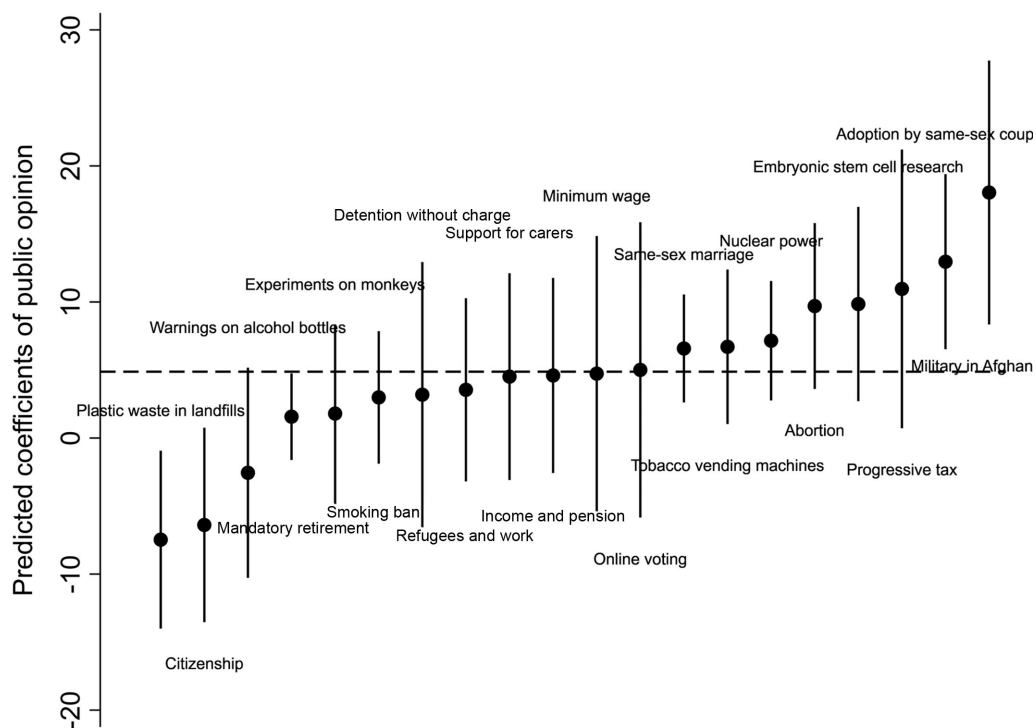 Predicted coefficients of public opinion
30
20
10
0
-10
-20
Adoption by same-sex coup
Embryonic stem cell research
Minimum wage
Detention without charge
Support for carers
Nuclear power
Same-sex marriage
Experiments on monkeys
Warnings on alcohol bottles
Military in Afghan
Plastic waste in landfills
Abortion
Tobacco vending machines
Progressive tax
Smoking ban
Income and pension
Mandatory retirement
Refugees and work
Online voting
Citizenship